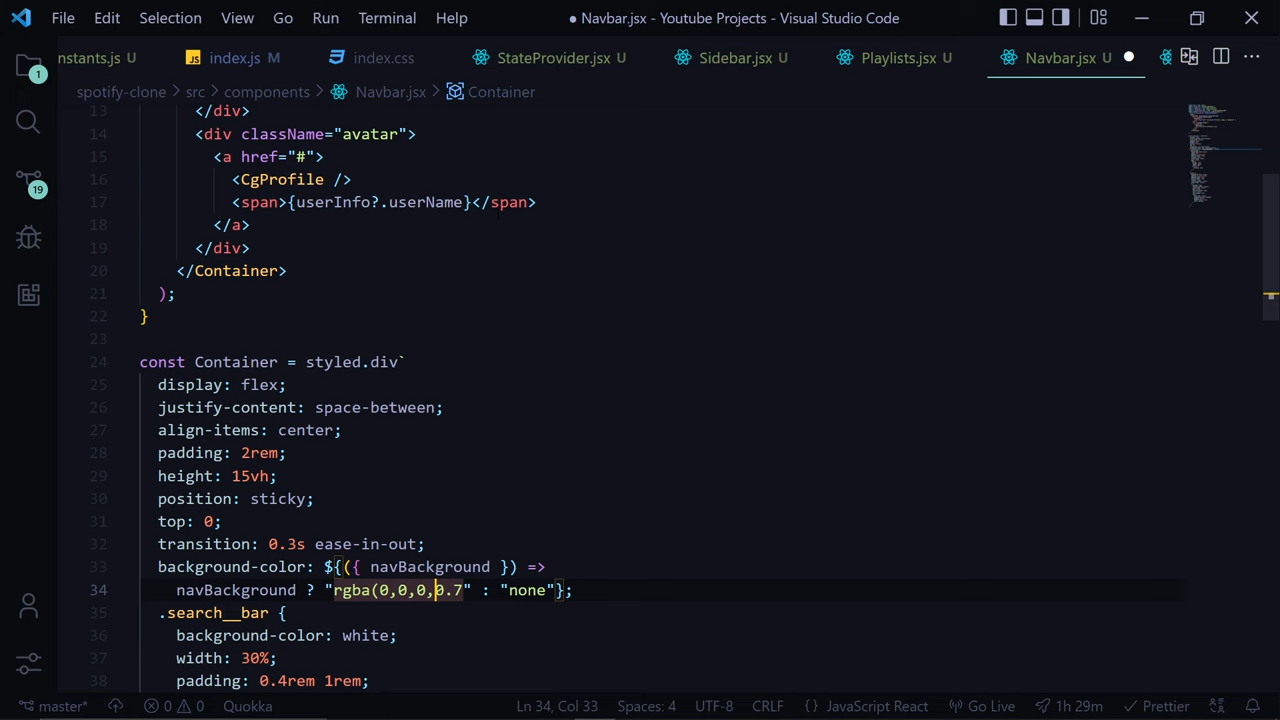 File Edit Selection View Go Run Terminal Help
● Navbar.jsx - Youtube Projects - Visual Studio Code
nstants.js U
JS index.js M
index.css
StateProvider.jsx U
Sidebar.jsx U
Playlists.jsx U
Navbar.jsx U
spotify-clone > src > components > Navbar.jsx > Container
13 </div>
14 <div className="avatar">
15 <a href="#">
16 <CgProfile />
17 <span>{userInfo?.userName}</span>
18 </a>
19 </div>
20 </Container>
21 );
22 }
23
24 const Container = styled.div`
25 display: flex;
26 justify-content: space-between;
27 align-items: center;
28 padding: 2rem;
29 height: 15vh;
30 position: sticky;
31 top: 0;
32 transition: 0.3s ease-in-out;
33 background-color: ${({ navBackground }) =>
34 navBackground ? "rgba(0,0,0,0.7" : "none"};
35 .search__bar {
36 background-color: white;
37 width: 30%;
38 padding: 0.4rem 1rem;
1
19
master* 0 0 Quokka
Ln 34, Col 33 Spaces: 4 UTF-8 CRLF {} JavaScript React Go Live 1h 29m Prettier